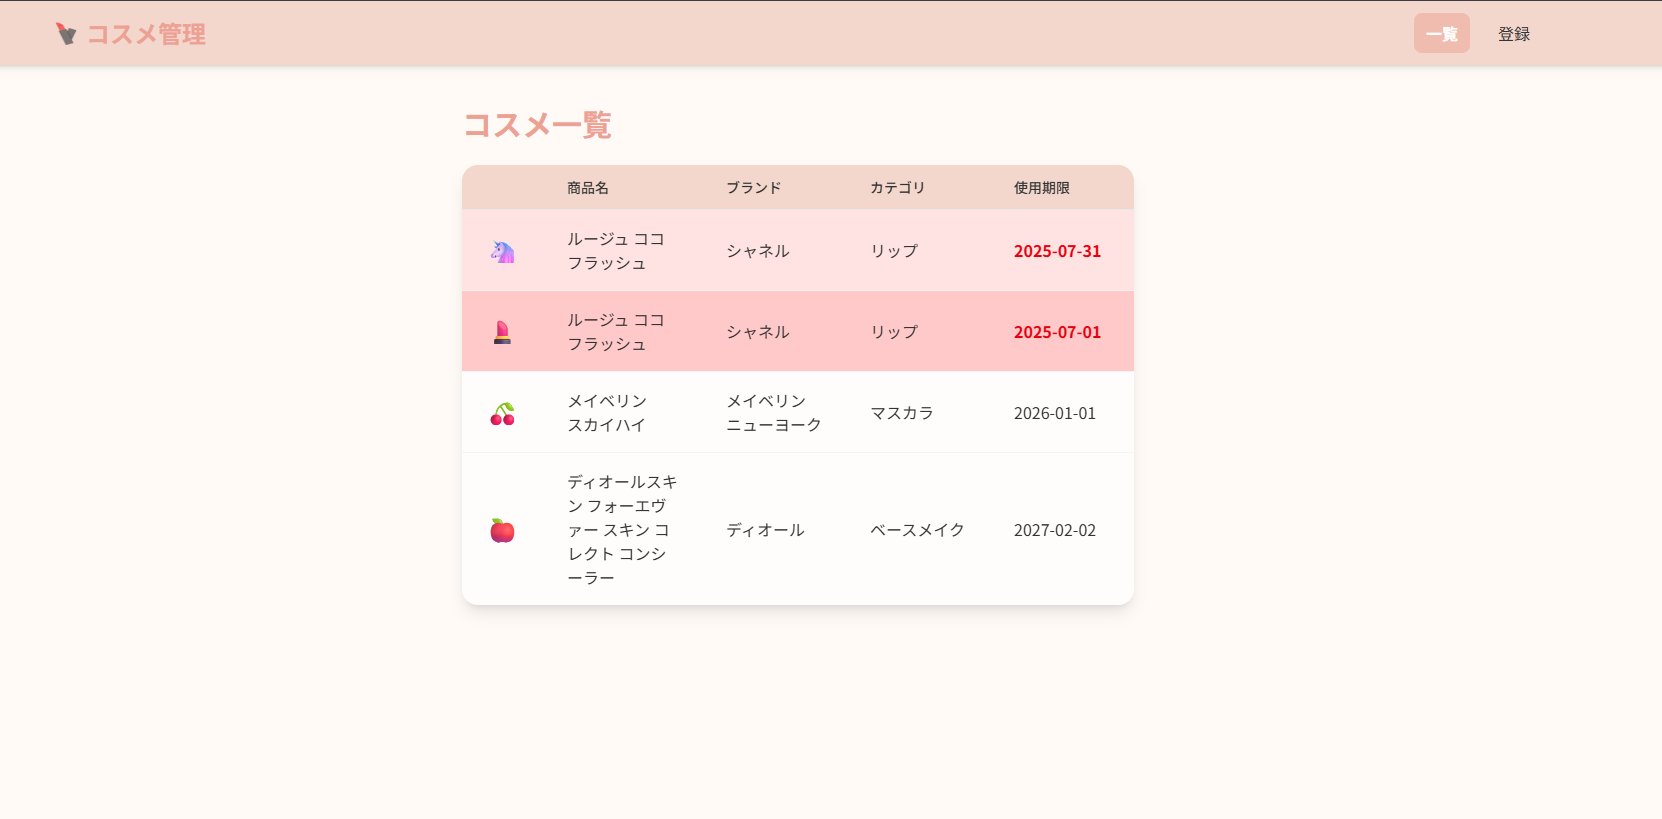 コスメ管理
一覧
登録
コスメ一覧
商品名 ブランド カテゴリ 使用期限
ルージュ ココ
フラッシュ
シャネル
リップ
2025-07-31
ルージュ ココ
フラッシュ
シャネル
リップ
2025-07-01
メイベリン
スカイハイ
メイベリン
ニューヨーク
マスカラ
2026-01-01
ディオールスキ
ン フォーエヴ
ァー スキン コ
レクト コンシ
ーラー
ディオール
ベースメイク
2027-02-02